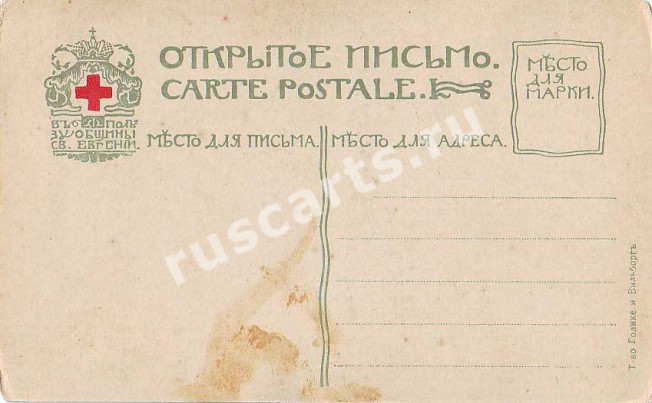 ОТКРЫТОЕ ПИСЬМО.
CARTE POSTALE.
МѢСТО
ДЛЯ
МАРКИ.
ВЪ ПОЛЬ
ЗУ ОБЩИНЫ
СВ. ЕВГЕНІИ.
МѢСТО ДЛЯ ПИСЬМА.
МѢСТО ДЛЯ АДРЕСА.
Т-во Голике и Вильборгъ
ruscarts.ru